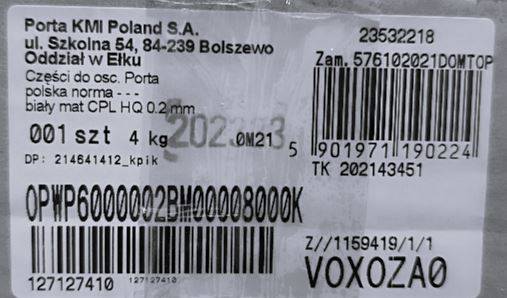 Porta KMI Poland S.A.
ul. Szkolna 54, 84-239 Bolszewo
Oddział w Ełku
Części do osc. Porta
polska norma - - -
biały mat CPL HQ 0.2 mm
001 szt 4 kg 0M21
DP: 214641412_kpik
23532218
Zam. 576102021DOMTOP
5 901971 190224
TK 202143451
0PWP6000002BM00008000K
127127410 127127410
Z//1159419/1/1
VOXOZA0